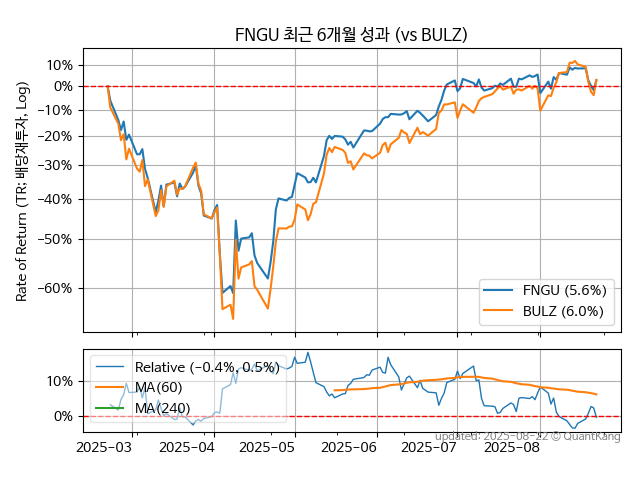 FNGU 최근 6개월 성과 (vs BULZ)
Rate of Return (TR: 배당재투자, Log)
10%
0%
−10%
−20%
−30%
−40%
−50%
−60%
FNGU (5.6%)
BULZ (6.0%)
10%
0%
Relative (−0.4%, 0.5%)
MA(60)
MA(240)
2025−03
2025−04
2025−05
2025−06
2025−07
2025−08
updated: 2025−08−22 © QuantKang